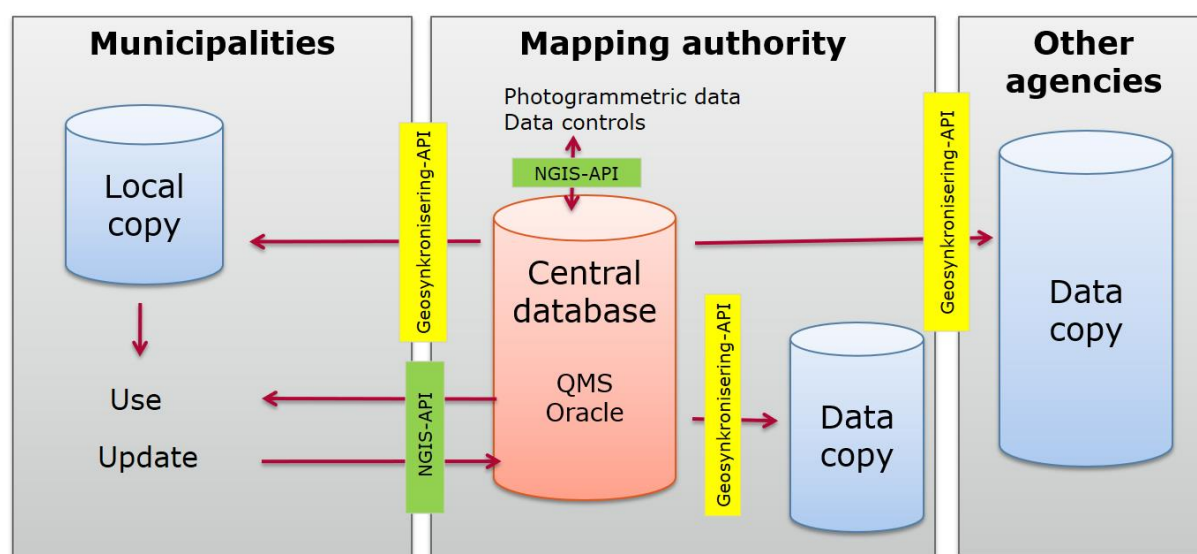 Municipalities
Local
copy
Use
Update
Geosynkronisering-API
NGIS-API
Mapping authority
Photogrammetric data
Data controls
NGIS-API
Central
database
QMS
Oracle
Geosynkronisering-API
Data
copy
Geosynkronisering-API
Other
agencies
Data
copy